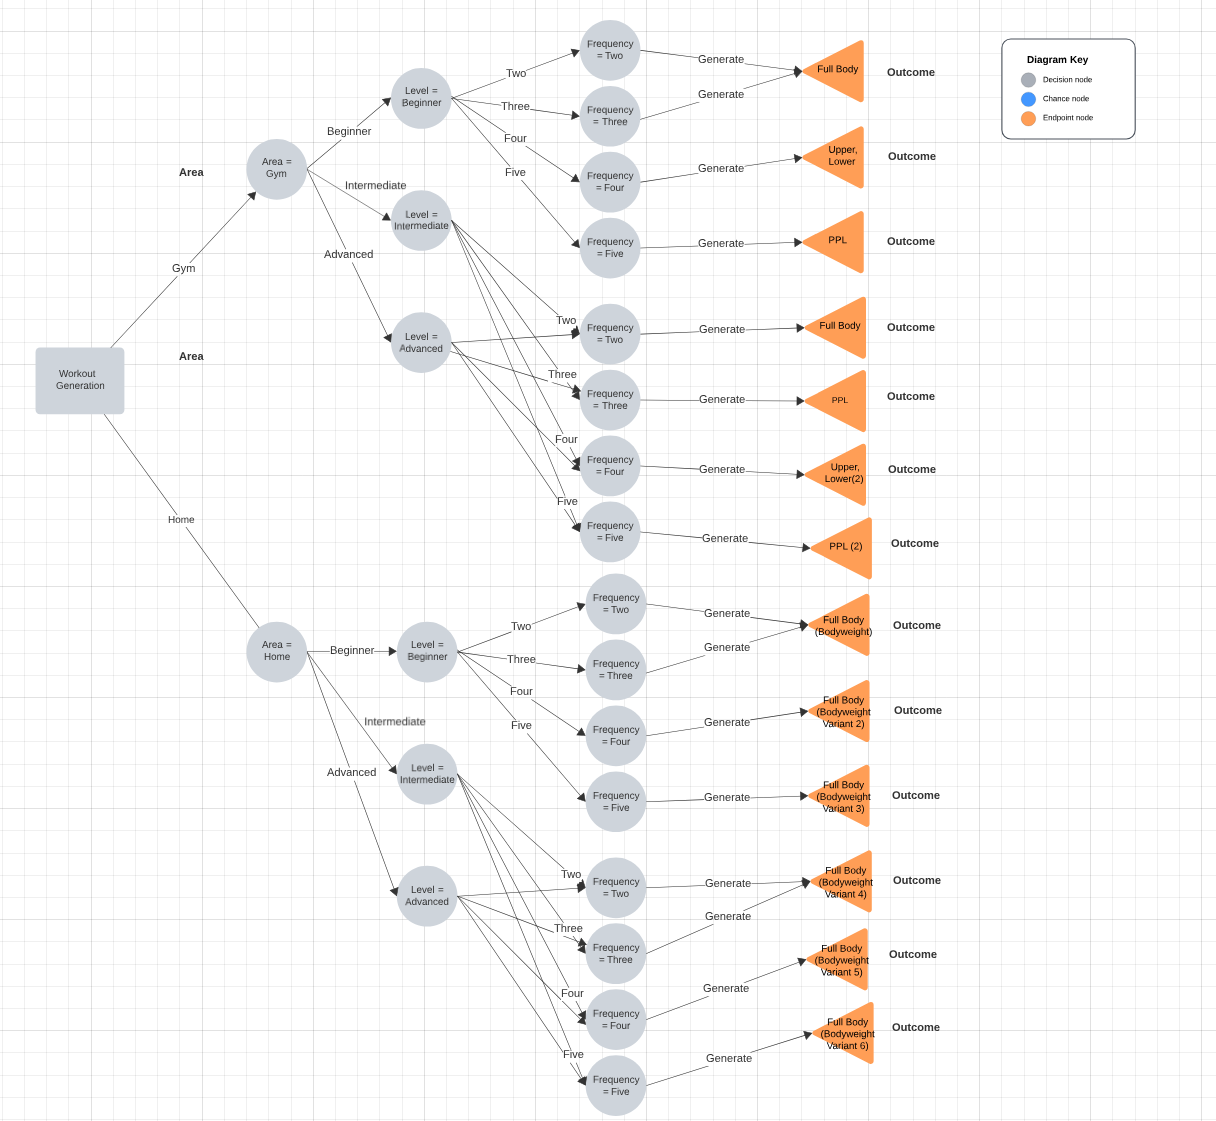 Diagram Key
Decision node
Chance node
Endpoint node
Workout
Generation
Gym
Home
Area
Area
Area =
Gym
Beginner
Intermediate
Advanced
Level =
Beginner
Level =
Intermediate
Level =
Advanced
Two
Three
Four
Five
Frequency
= Two
Frequency
= Three
Frequency
= Four
Frequency
= Five
Generate
Generate
Generate
Generate
Full Body
Outcome
Upper,
Lower
Outcome
PPL
Outcome
Two
Three
Four
Five
Frequency
= Two
Frequency
= Three
Frequency
= Four
Frequency
= Five
Generate
Generate
Generate
Generate
Full Body
Outcome
PPL
Outcome
Upper,
Lower(2)
Outcome
PPL (2)
Outcome
Area =
Home
Beginner
Intermediate
Advanced
Level =
Beginner
Level =
Intermediate
Level =
Advanced
Two
Three
Four
Five
Frequency
= Two
Frequency
= Three
Frequency
= Four
Frequency
= Five
Generate
Generate
Generate
Generate
Full Body
(Bodyweight)
Outcome
Full Body
(Bodyweight
Variant 2)
Outcome
Full Body
(Bodyweight
Variant 3)
Outcome
Two
Three
Four
Five
Frequency
= Two
Frequency
= Three
Frequency
= Four
Frequency
= Five
Generate
Generate
Generate
Generate
Full Body
(Bodyweight
Variant 4)
Outcome
Full Body
(Bodyweight
Variant 5)
Outcome
Full Body
(Bodyweight
Variant 6)
Outcome